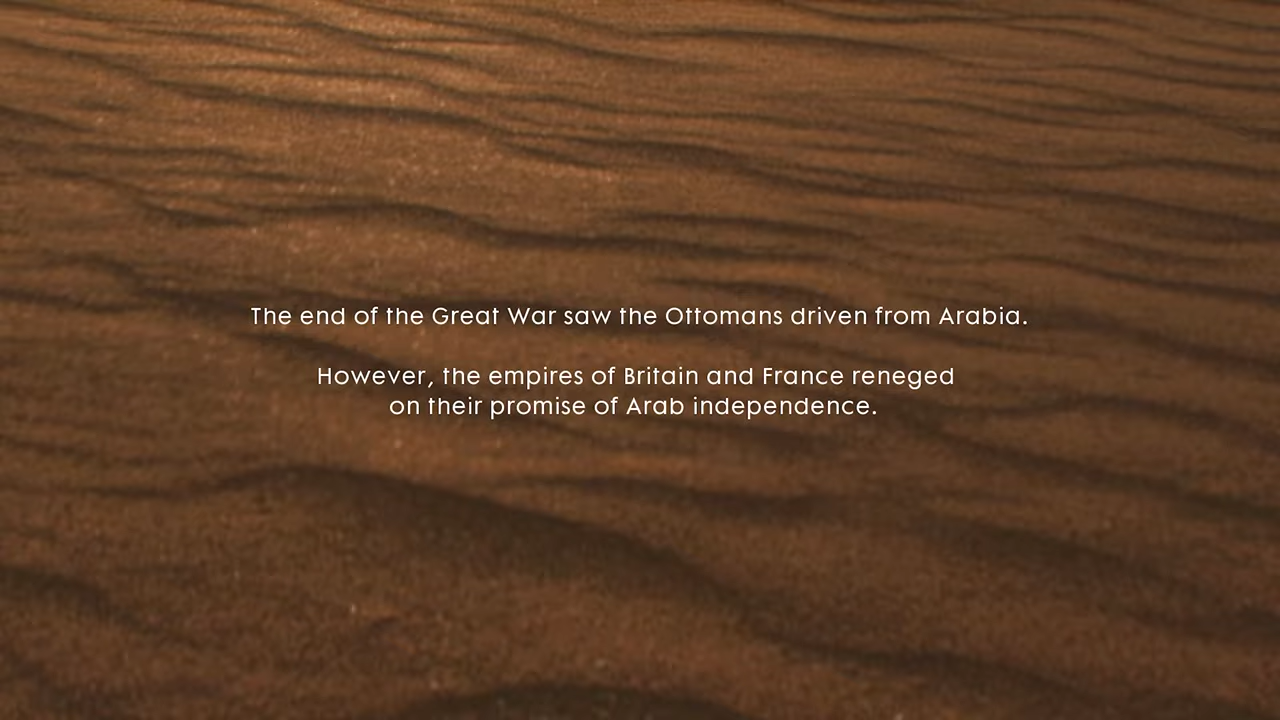 The end of the Great War saw the Ottomans driven from Arabia.
However, the empires of Britain and France reneged
on their promise of Arab independence.